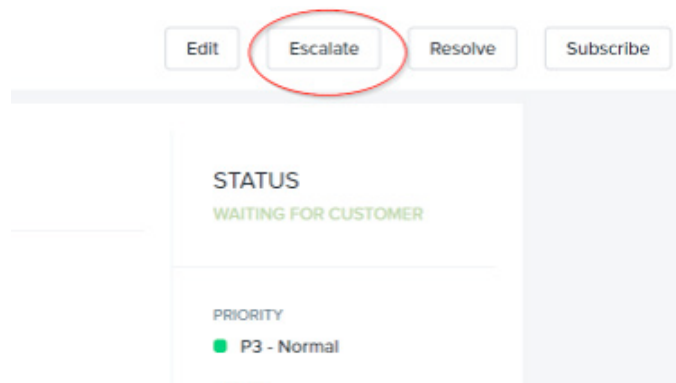 Edit Escalate Resolve Subscribe
STATUS
WAITING FOR CUSTOMER
PRIORITY
P3 - Normal